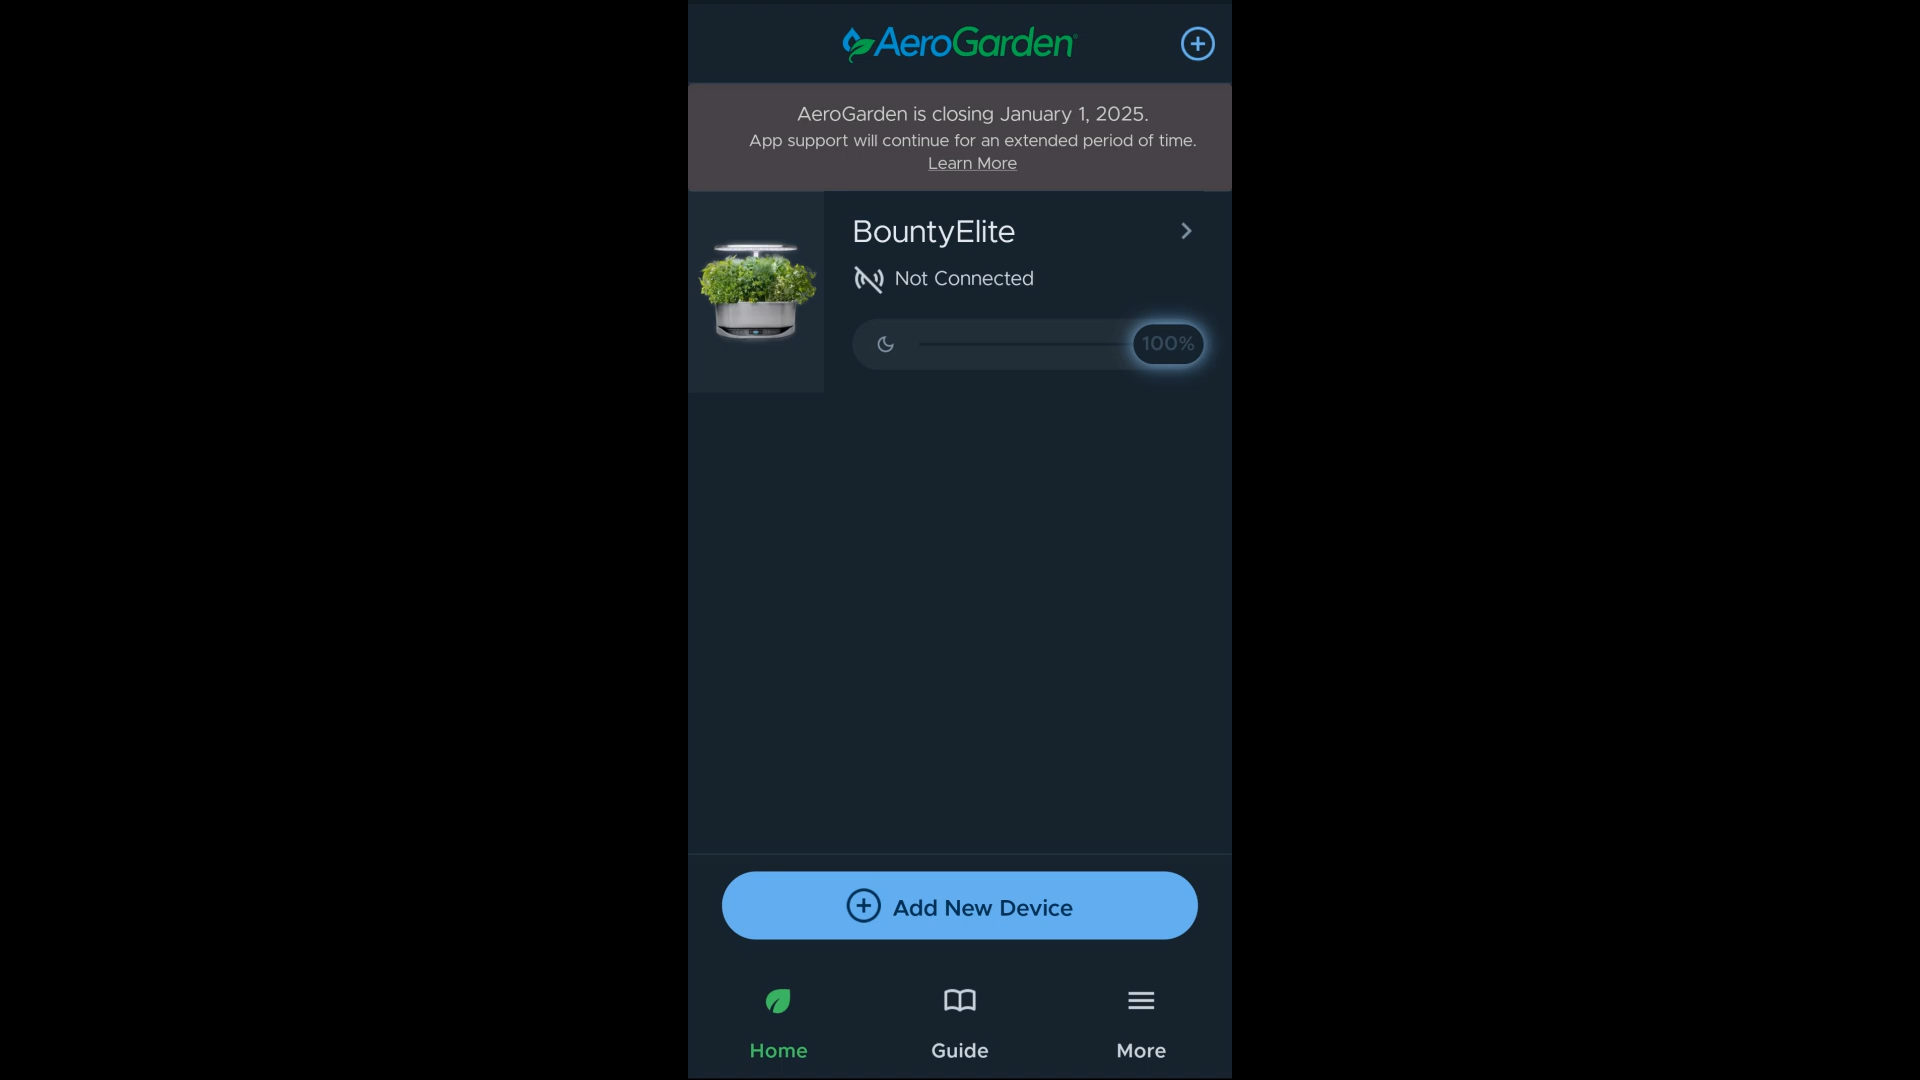 AeroGarden
AeroGarden is closing January 1, 2025.
App support will continue for an extended period of time.
Learn More
BountyElite
Not Connected
100%
Add New Device
Home
Guide
More